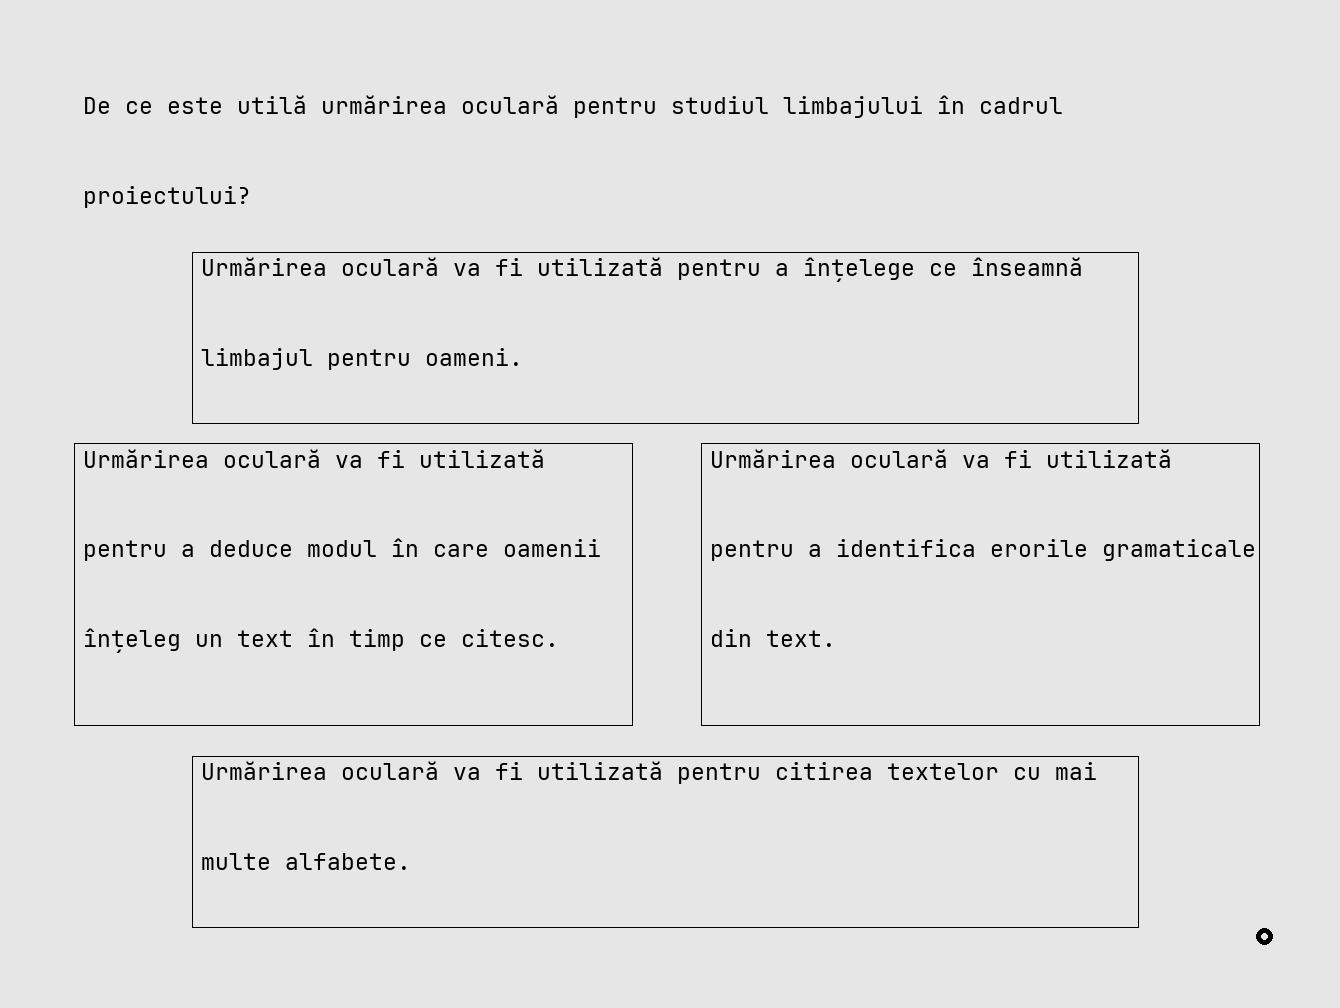 De ce este utilă urmărirea oculară pentru studiul limbajului în cadrul
proiectului?
Urmărirea oculară va fi utilizată pentru a înțelege ce înseamnă
limbajul pentru oameni.
Urmărirea oculară va fi utilizată
pentru a deduce modul în care oamenii
înțeleg un text în timp ce citesc.
Urmărirea oculară va fi utilizată
pentru a identifica erorile gramaticale
din text.
Urmărirea oculară va fi utilizată pentru citirea textelor cu mai
multe alfabete.